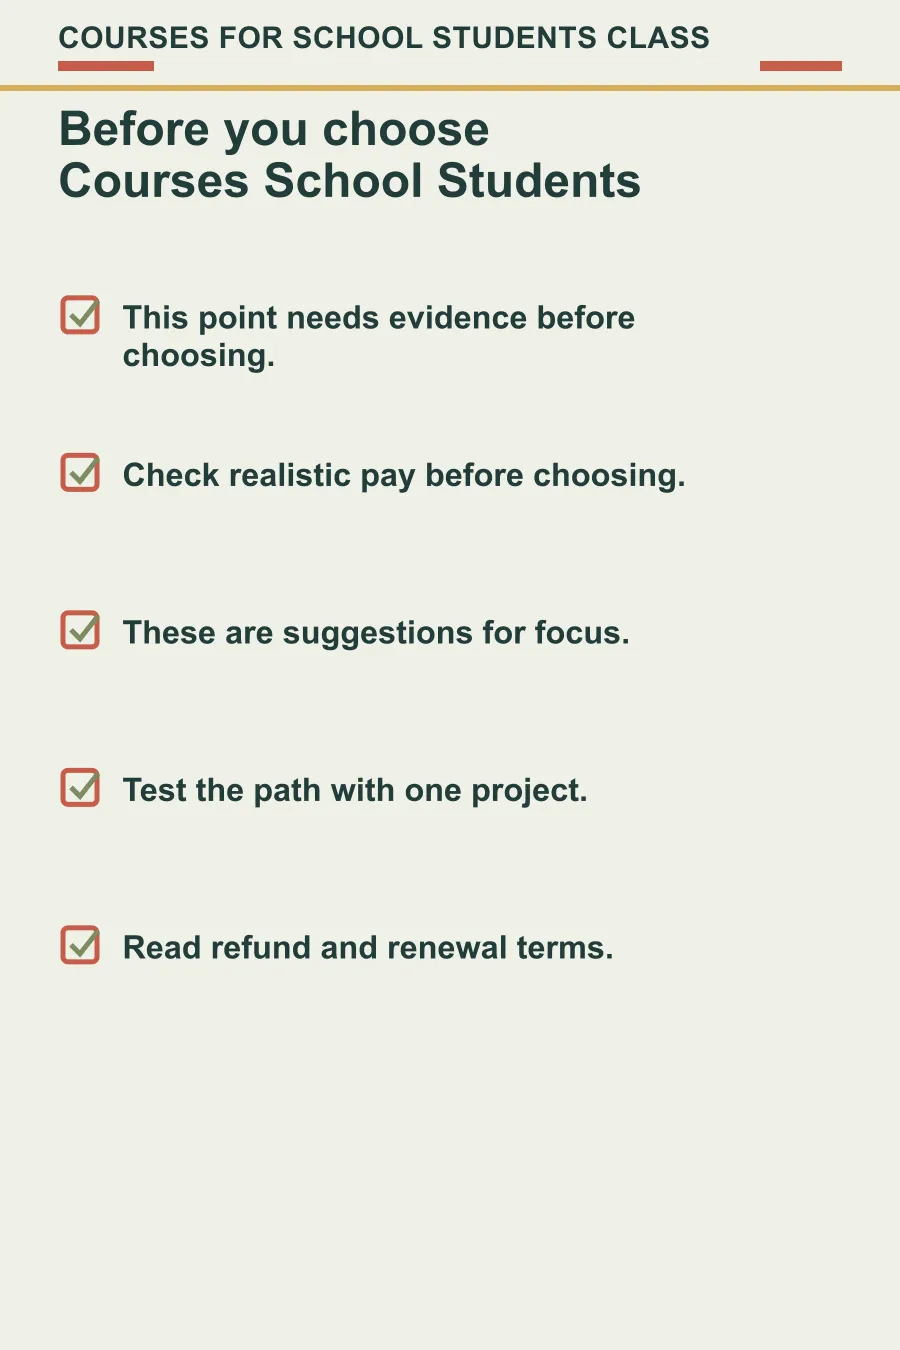 COURSES FOR SCHOOL STUDENTS CLASS
Before you choose
Courses School Students
This point needs evidence before
choosing.
Check realistic pay before choosing.
These are suggestions for focus.
Test the path with one project.
Read refund and renewal terms.